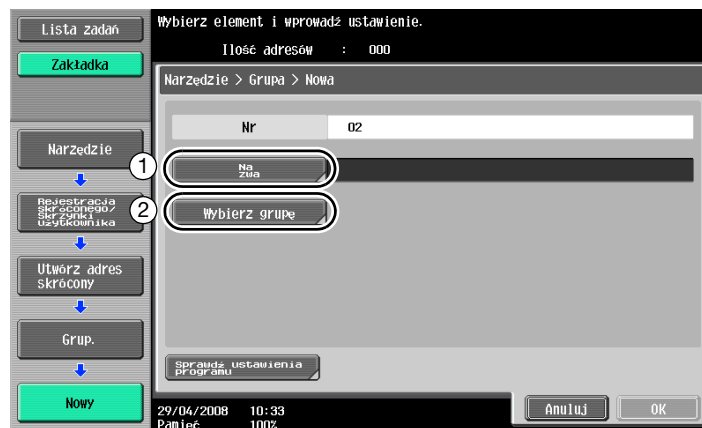 Lista zadań
Zakładka
Wybierz element i wprowadź ustawienie.
Ilość adresów : 000
Narzędzie > Grupa > Nowa
Nr 02
1
Na
zwa
2
Wybierz grupę
Narzędzie
Rejestracja
skróconego/
Skrzynki
użytkownika
Utwórz adres
skrócony
Grup.
Nowy
Sprawdź ustawienia
programu
29/04/2008 10:33
Pamięć 100%
Anuluj
OK